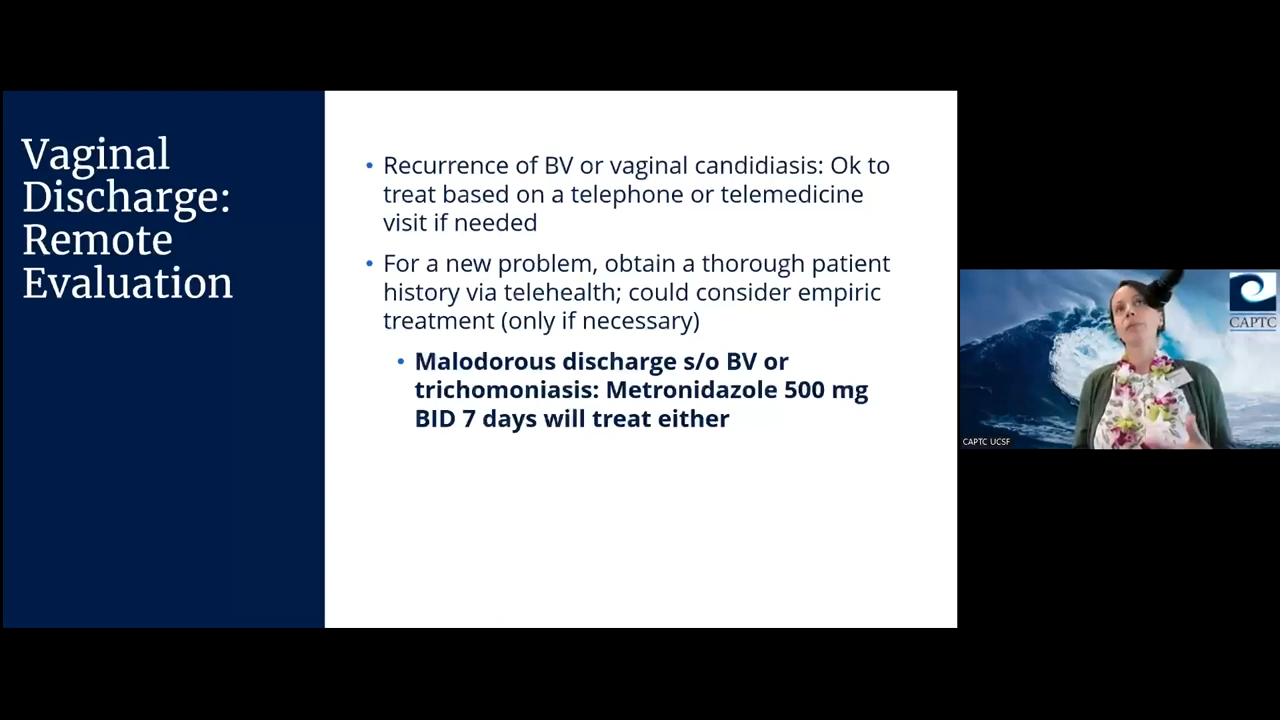 Vaginal
Discharge:
Remote
Evaluation
• Recurrence of BV or vaginal candidiasis: Ok to
treat based on a telephone or telemedicine
visit if needed
• For a new problem, obtain a thorough patient
history via telehealth; could consider empiric
treatment (only if necessary)
• Malodorous discharge s/o BV or
trichomoniasis: Metronidazole 500 mg
BID 7 days will treat either
CAPTC
CAPTC UCSF